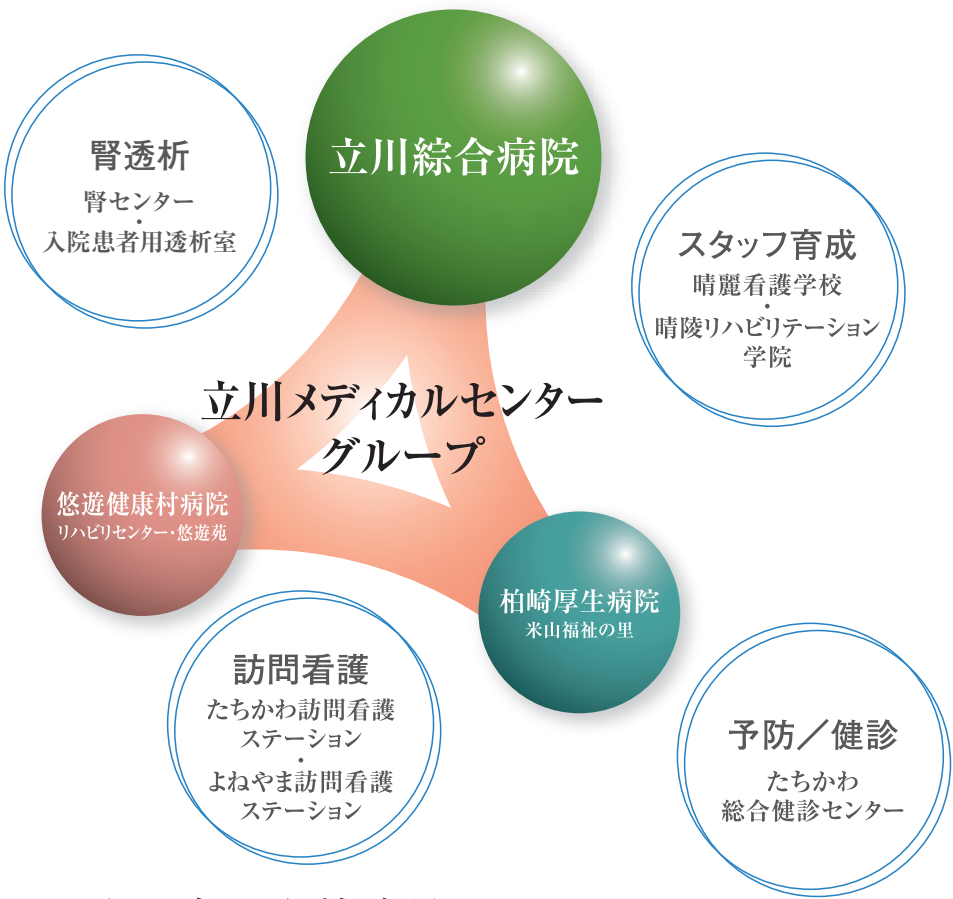 立川綜合病院
腎透析
腎センター
・
入院患者用透析室
スタッフ育成
晴麗看護学校
・
晴陵リハビリテーション
学院
立川メディカルセンター
グループ
悠遊健康村病院
リハビリセンター・悠遊苑
柏崎厚生病院
米山福祉の里
訪問看護
たちかわ訪問看護
ステーション
・
よねやま訪問看護
ステーション
予防／健診
たちかわ
総合健診センター